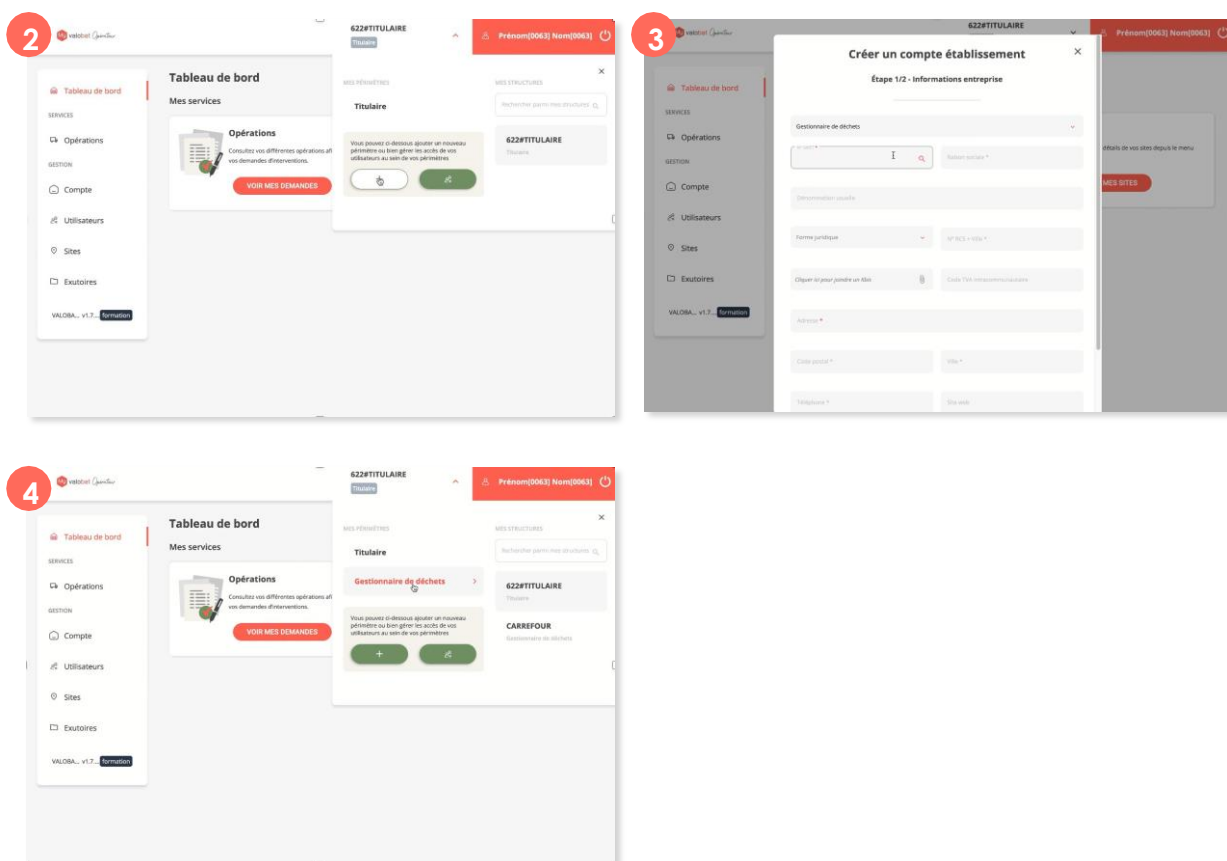 2
valobat Opérateur
622#TITULAIRE
Titulaire
Prénom[0063] Nom[0063]
Tableau de bord
SERVICES
Opérations
GESTION
Compte
Utilisateurs
Sites
Exutoires
VALOBA... v1.7... formation
Tableau de bord
Mes services
Opérations
Consultez vos différentes opérations afi
vos demandes d'interventions.
VOIR MES DEMANDES
MES PÉRIMÈTRES
Titulaire
Vous pouvez ci-dessous ajouter un nouveau
périmètre ou bien gérer les accès de vos
utilisateurs au sein de vos périmètres
MES STRUCTURES
Rechercher parmi mes structures
622#TITULAIRE
Titulaire
3
valobat Opérateur
622#TITULAIRE
Prénom[0063] Nom[0063]
Tableau de bord
SERVICES
Opérations
GESTION
Compte
Utilisateurs
Sites
Exutoires
VALOBA... v1.7... formation
Créer un compte établissement
Étape 1/2 - Informations entreprise
Gestionnaire de déchets
Raison sociale *
Dénomination usuelle
Forme juridique
N° RCS + Ville *
Cliquer ici pour joindre un Kbis
Code TVA Intracommunautaire
Adresse *
Code postal *
Ville *
Téléphone *
Site web
détails de vos sites depuis le menu
MES SITES
4
valobat Opérateur
622#TITULAIRE
Titulaire
Prénom[0063] Nom[0063]
Tableau de bord
SERVICES
Opérations
GESTION
Compte
Utilisateurs
Sites
Exutoires
VALOBA... v1.7... formation
Tableau de bord
Mes services
Opérations
Consultez vos différentes opérations afi
vos demandes d'interventions.
VOIR MES DEMANDES
MES PÉRIMÈTRES
Titulaire
Gestionnaire de déchets
Vous pouvez ci-dessous ajouter un nouveau
périmètre ou bien gérer les accès de vos
utilisateurs au sein de vos périmètres
MES STRUCTURES
Rechercher parmi mes structures
622#TITULAIRE
Titulaire
CARREFOUR
Gestionnaire de déchets